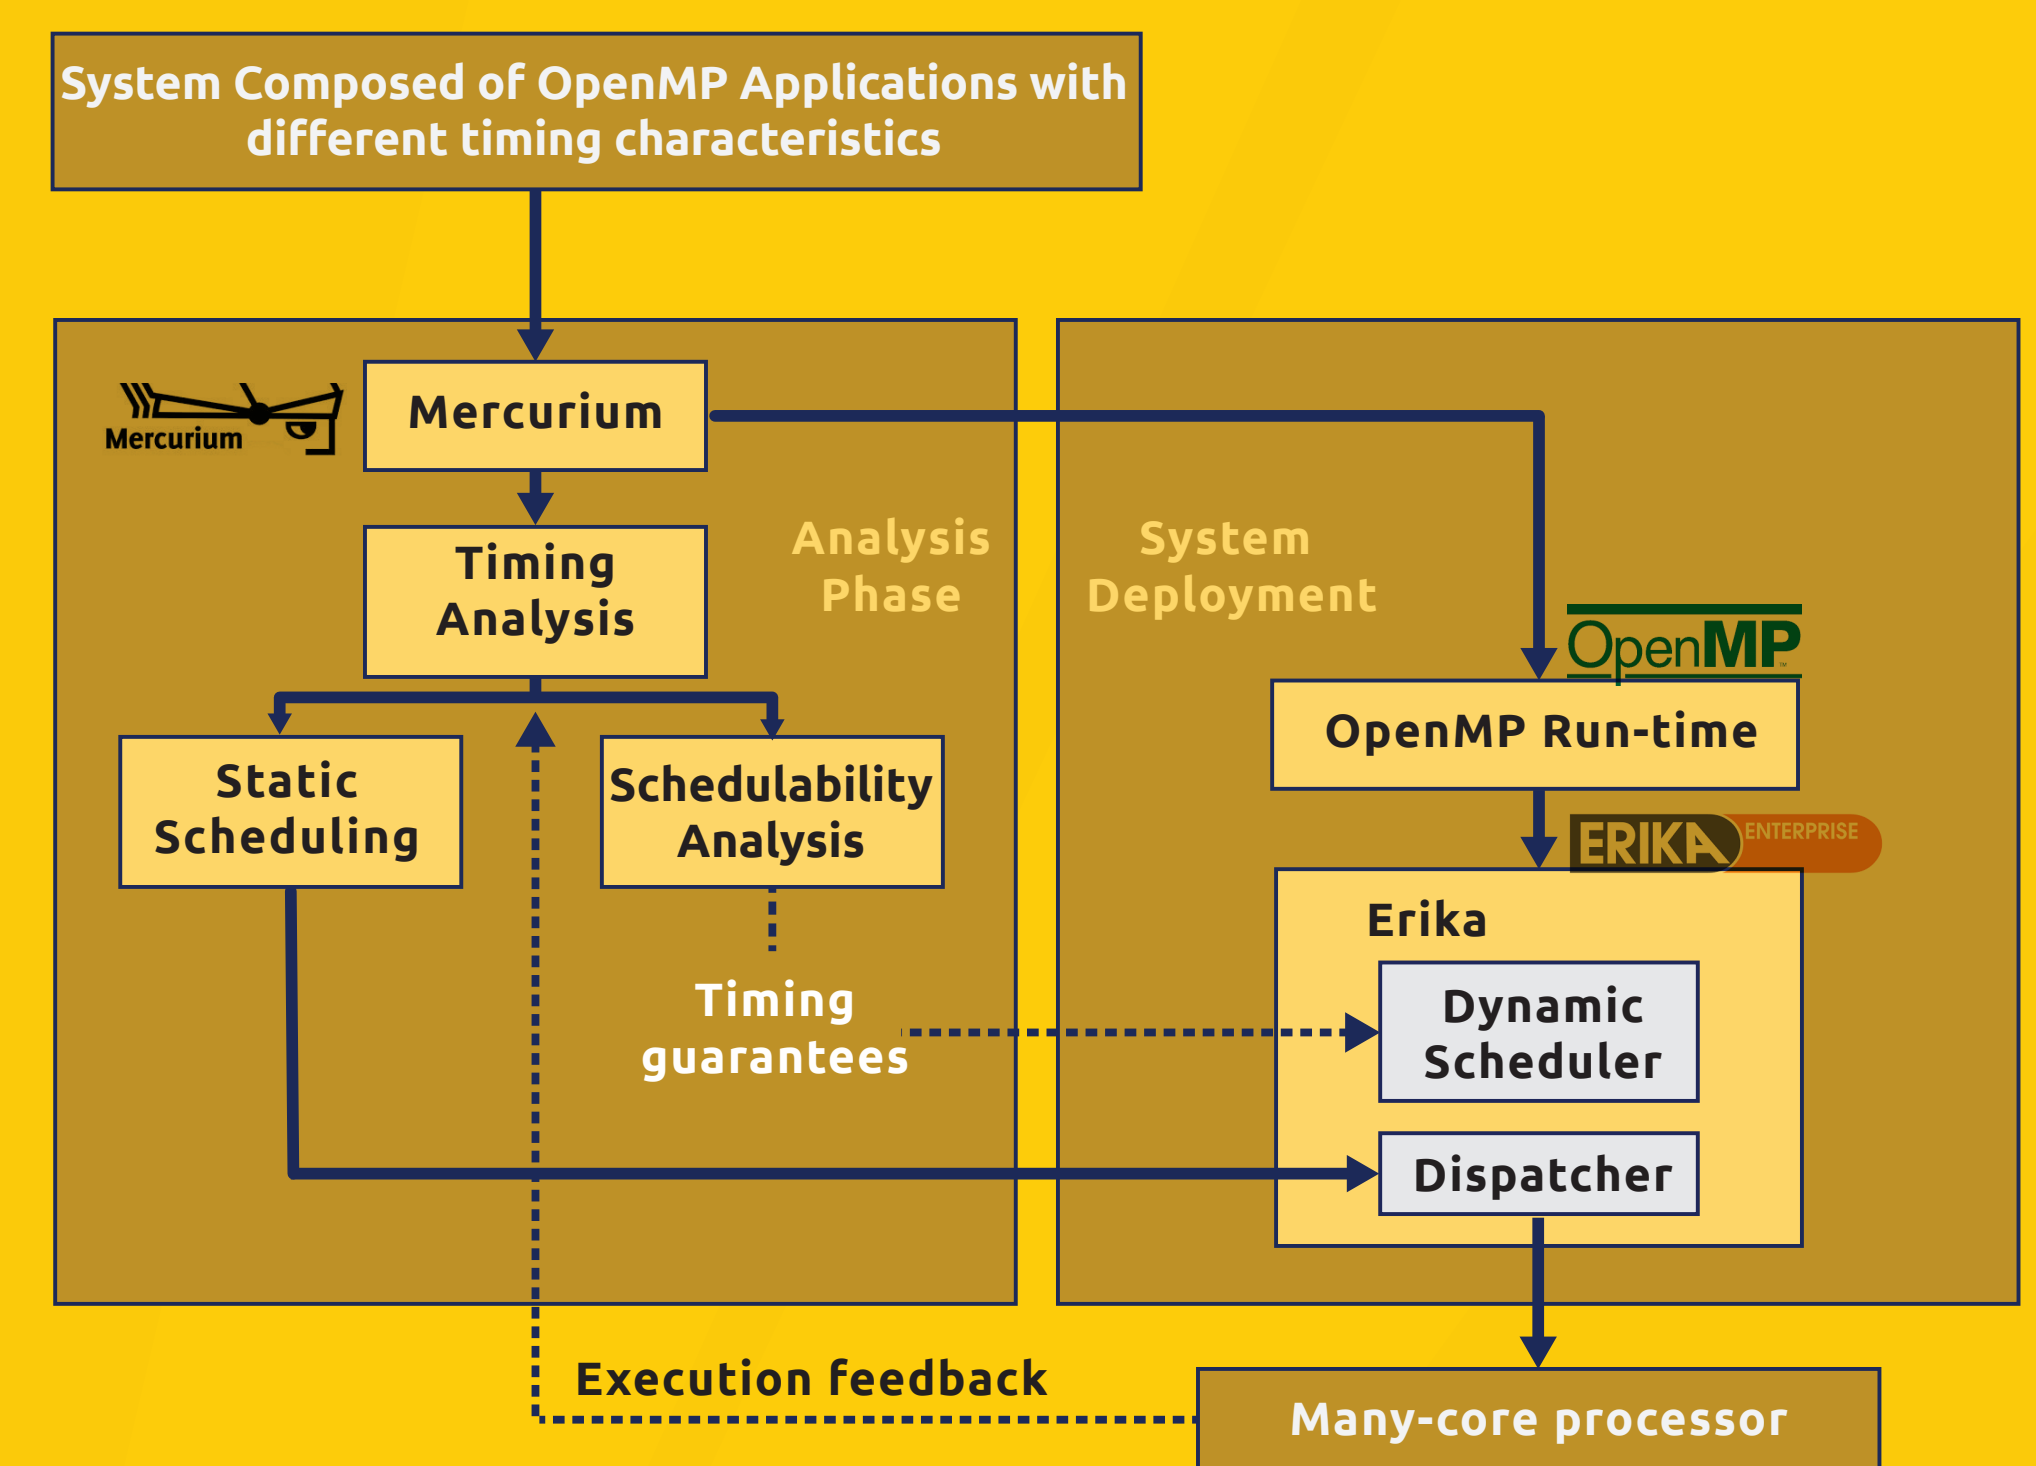 System Composed of OpenMP Applications with
different timing characteristics
Mercurium
Mercurium
Timing
Analysis
Analysis
Phase
Static
Scheduling
Schedulability
Analysis
Timing
guarantees
System
Deployment
OpenMP™
OpenMP Run-time
ERIKA ENTERPRISE
Erika
Dynamic
Scheduler
Dispatcher
Execution feedback
Many-core processor